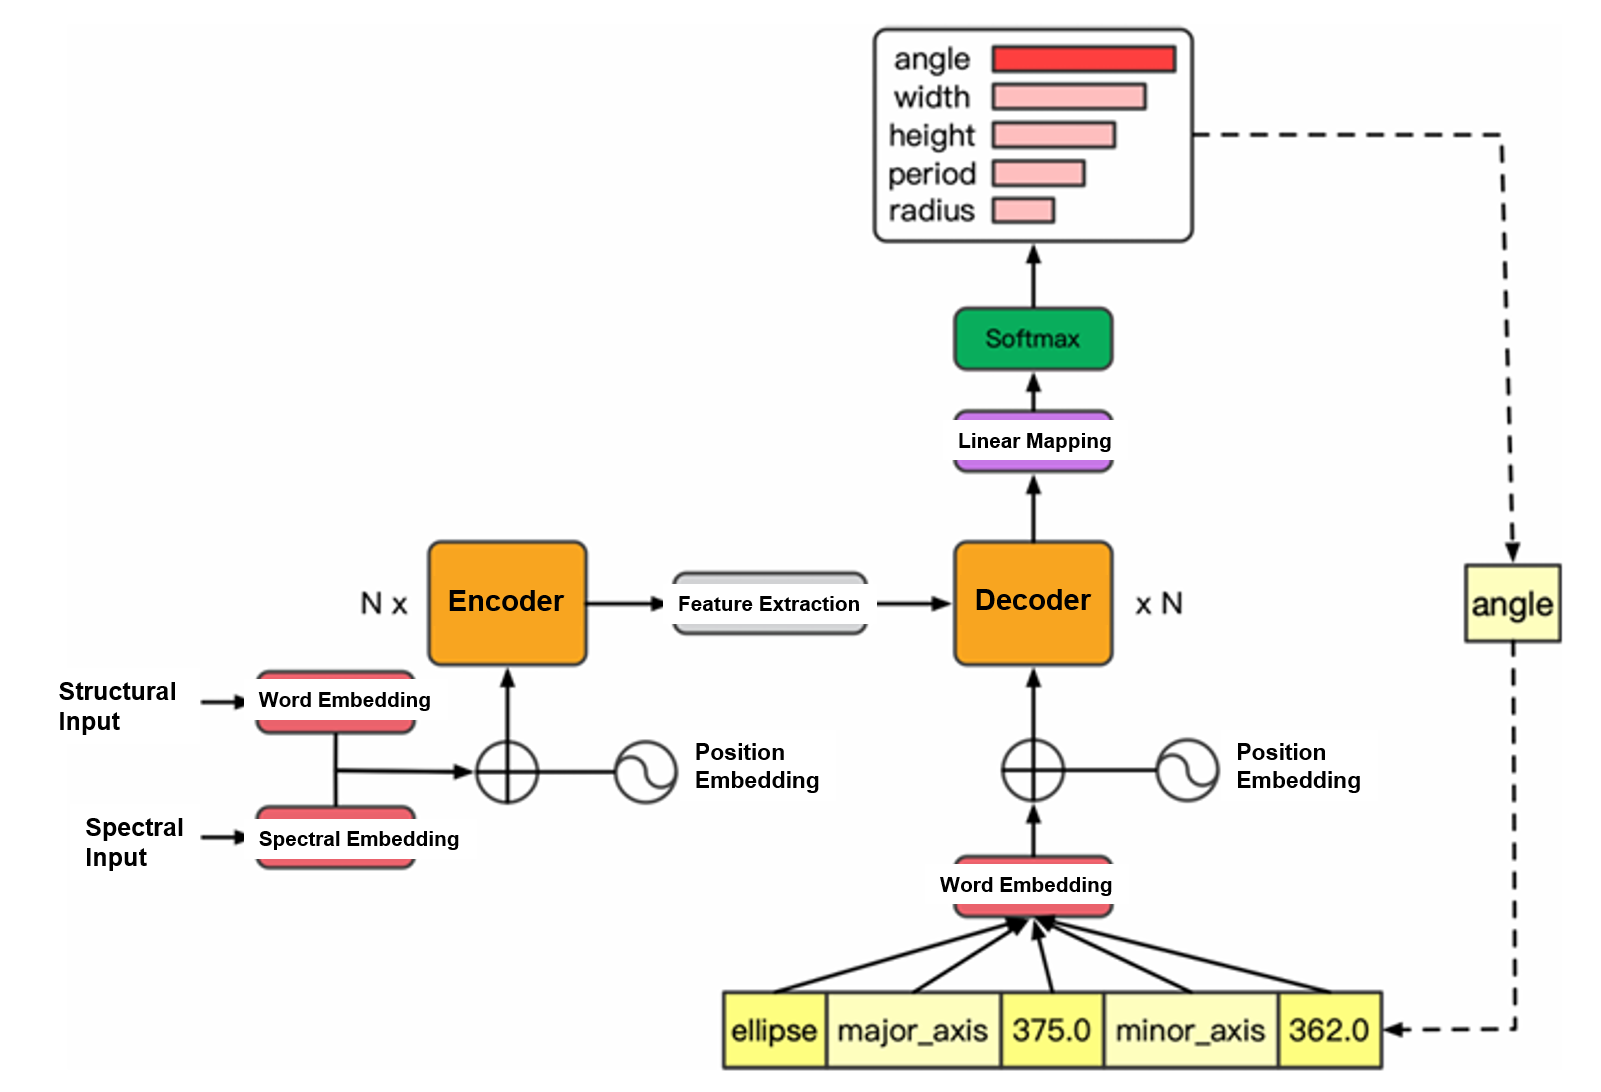 angle
width
height
period
radius
Softmax
Linear Mapping
N x
Encoder
Feature Extraction
Decoder
x N
angle
Structural
Input
Word Embedding
Position
Embedding
Position
Embedding
Spectral
Input
Spectral Embedding
Word Embedding
ellipse major_axis 375.0 minor_axis 362.0